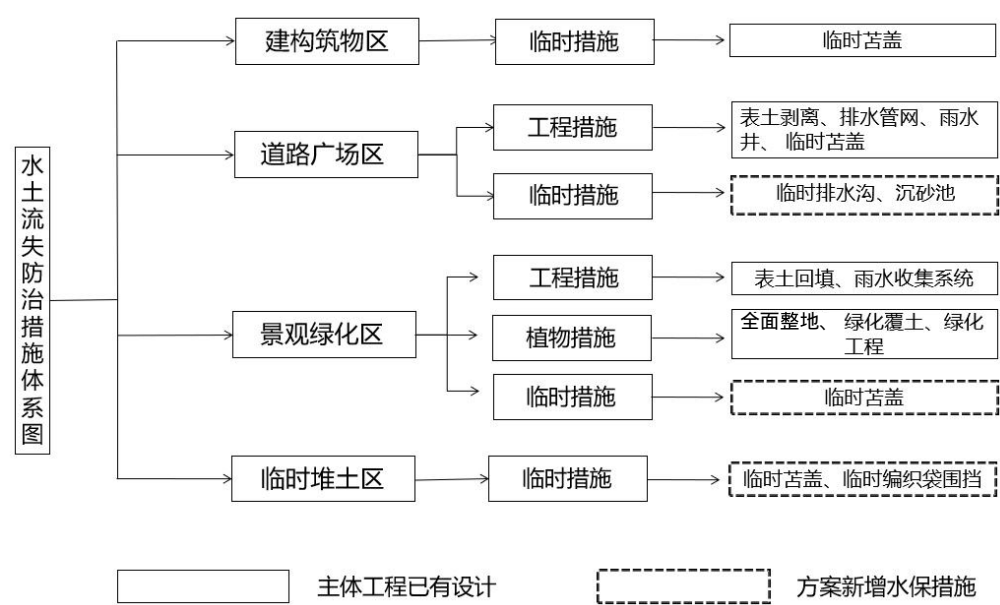 水土流失防治措施体系图
建构筑物区
临时措施
临时苫盖
道路广场区
工程措施
表土剥离、排水管网、雨水
井、 临时苫盖
临时措施
临时排水沟、沉砂池
景观绿化区
工程措施
表土回填、雨水收集系统
植物措施
全面整地、 绿化覆土、绿化
工程
临时措施
临时苫盖
临时堆土区
临时措施
临时苫盖、临时编织袋围挡
主体工程已有设计
方案新增水保措施